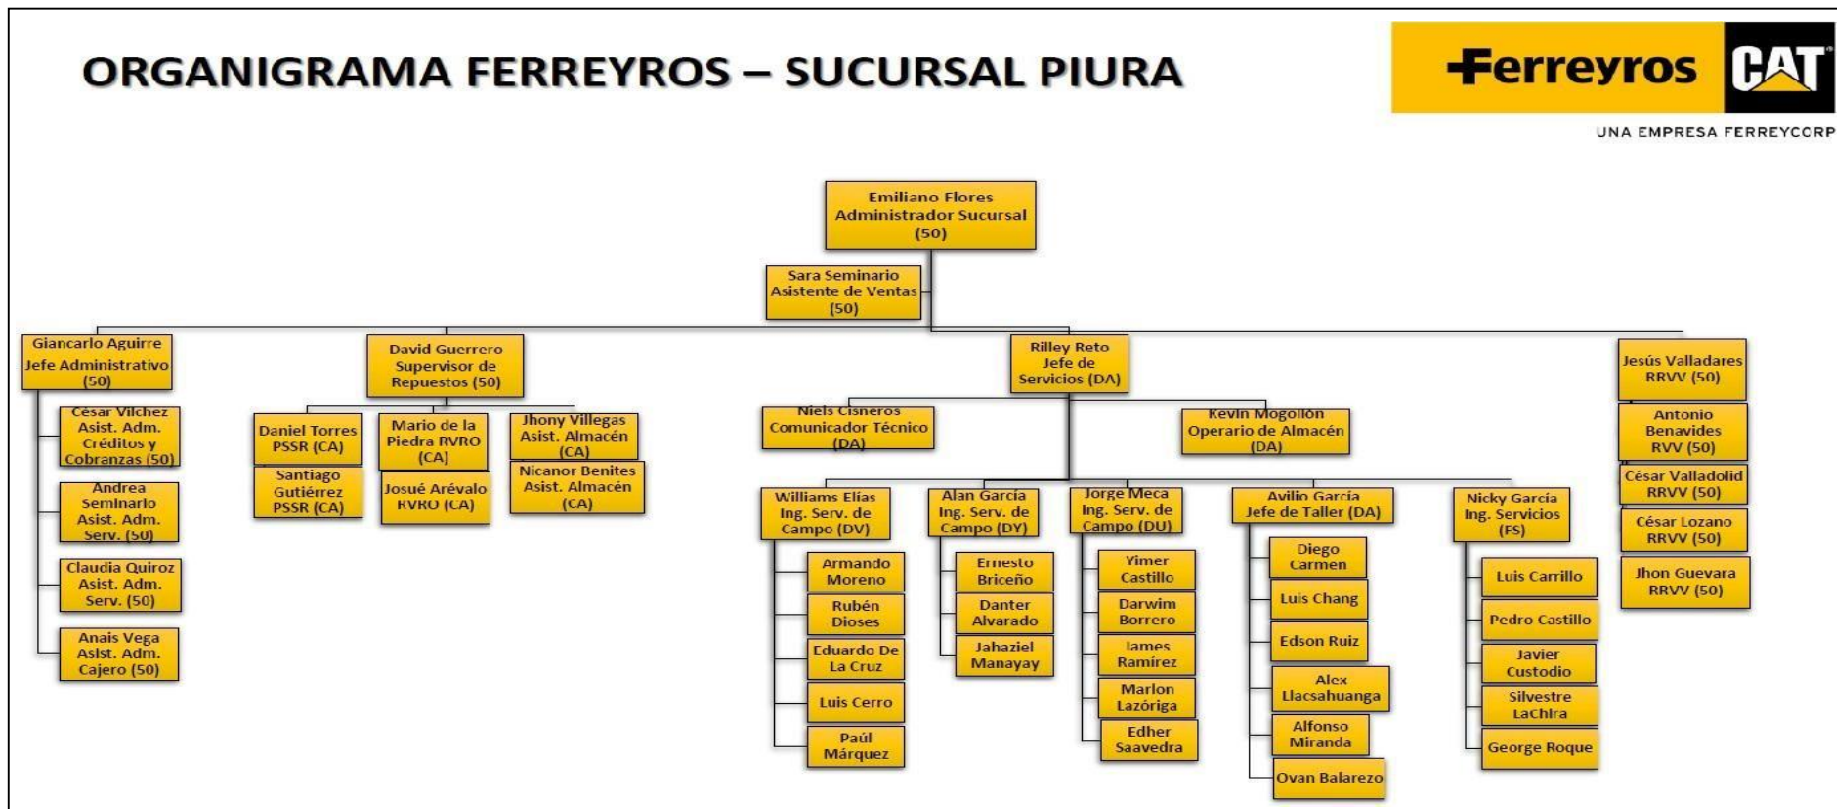 ORGANIGRAMA FERREYROS – SUCURSAL PIURA
Ferreyros CAT
UNA EMPRESA FERREYCORP
Emiliano Flores
Administrador Sucursal
(50)
Sara Seminario
Asistente de Ventas
(50)
Giancarlo Aguirre
Jefe Administrativo
(50)
César Vilchez
Asist. Adm.
Créditos y
Cobranzas (50)
Andrea
Seminario
Asist. Adm.
Serv. (50)
Claudia Quiroz
Asist. Adm.
Serv. (50)
Anais Vega
Asist. Adm.
Cajero (50)
David Guerrero
Supervisor de
Repuestos (50)
Daniel Torres
PSSR (CA)
Santiago
Gutiérrez
PSSR (CA)
Mario de la
Piedra RVRO
(CA)
Josué Arévalo
RVRO (CA)
Jhony Villegas
Asist. Almacén
(CA)
Nicanor Benites
Asist. Almacén
(CA)
Rilley Reto
Jefe de
Servicios (DA)
Niels Cisneros
Comunicador Técnico
(DA)
Kevin Mogollón
Operario de Almacén
(DA)
Williams Elías
Ing. Serv. de
Campo (DV)
Armando
Moreno
Rubén
Dioses
Eduardo De
La Cruz
Luis Cerro
Paúl
Márquez
Alan García
Ing. Serv. de
Campo (DY)
Ernesto
Briceño
Danter
Alvarado
Jahaziel
Manayay
Jorge Meca
Ing. Serv. de
Campo (DU)
Yimer
Castillo
Darwim
Borrero
James
Ramírez
Marlon
Lazóriga
Edher
Saavedra
Avilio García
Jefe de Taller (DA)
Diego
Carmen
Luis Chang
Edson Ruiz
Alex
Llacsahuanga
Alfonso
Miranda
Ovan Balarezo
Nicky García
Ing. Servicios
(FS)
Luis Carrillo
Pedro Castillo
Javier
Custodio
Silvestre
LaChira
George Roque
Jesús Valladares
RRVV (50)
Antonio
Benavides
RVV (50)
César Valladolid
RRVV (50)
César Lozano
RRVV (50)
Jhon Guevara
RRVV (50)